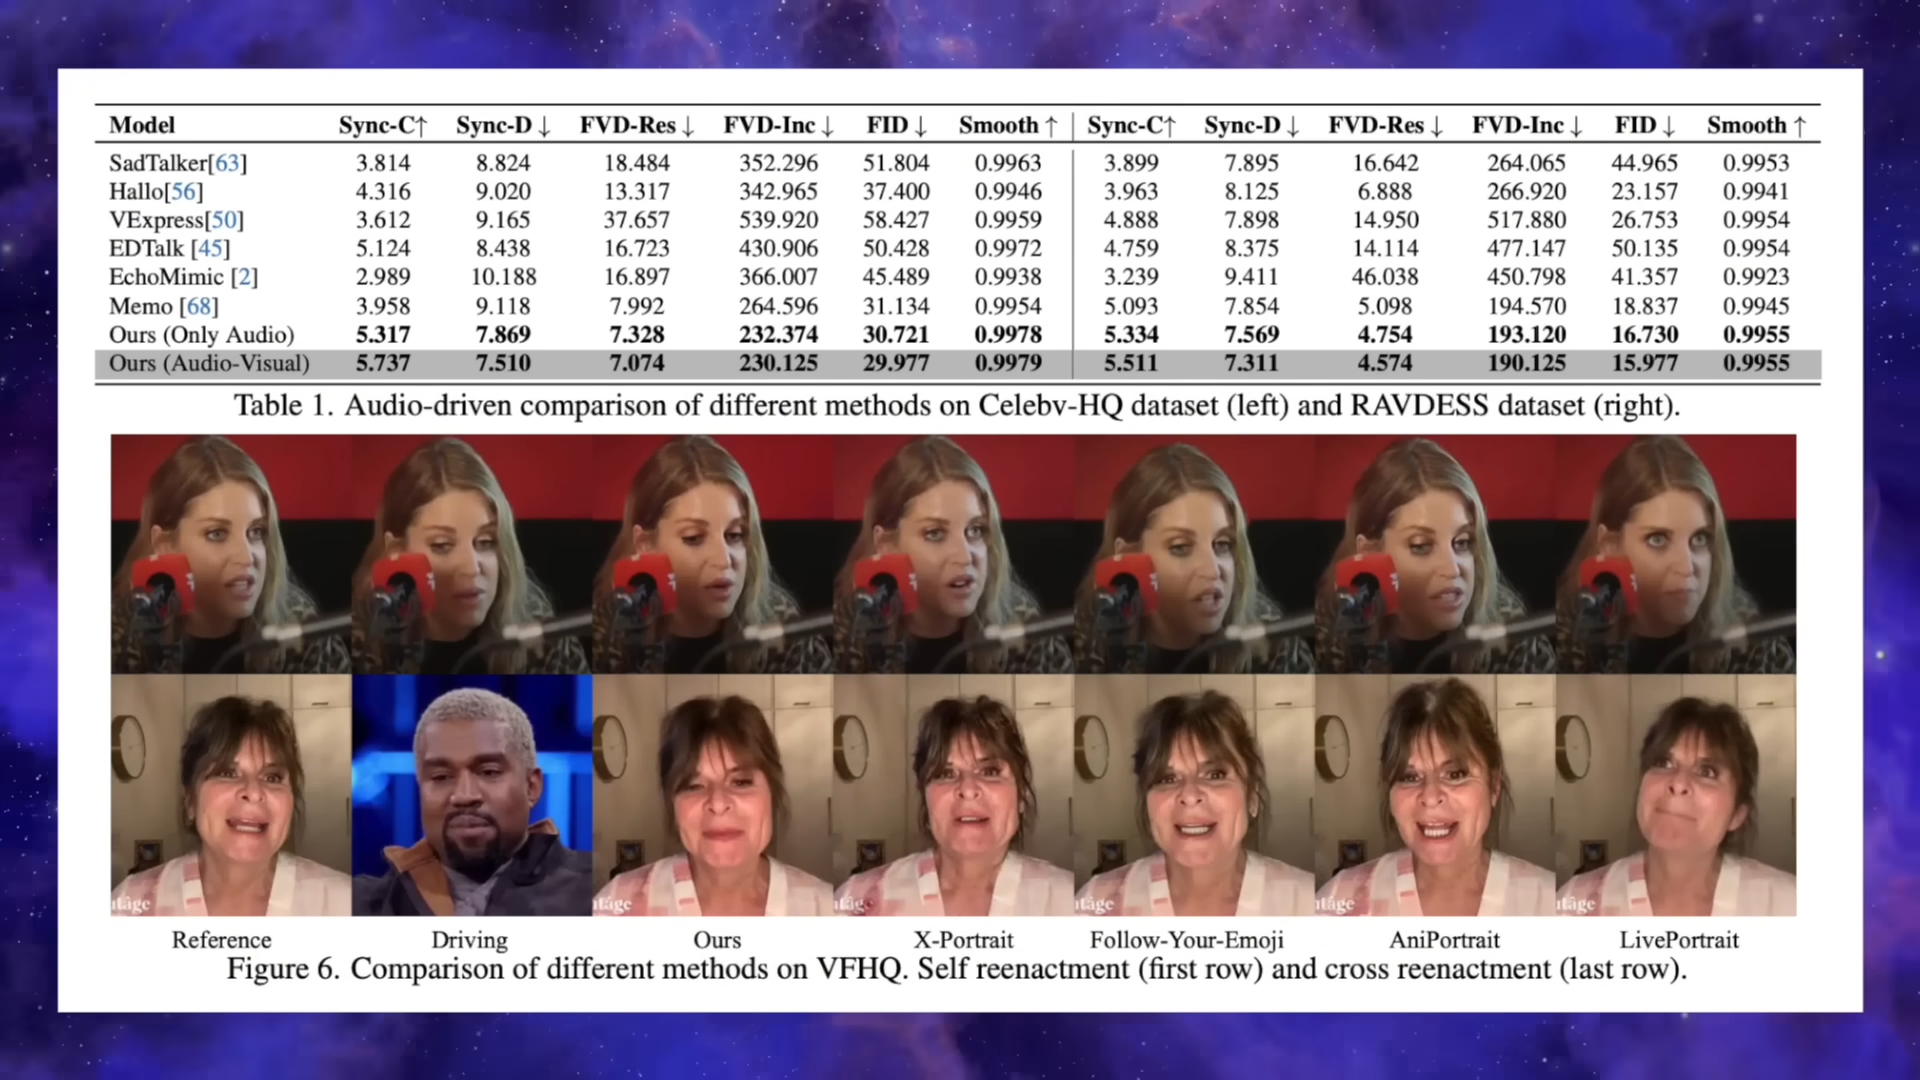 Model Sync-C↑ Sync-D ↓ FVD-Res ↓ FVD-Inc ↓ FID ↓ Smooth ↑ Sync-C↑ Sync-D ↓ FVD-Res ↓ FVD-Inc ↓ FID ↓ Smooth ↑
SadTalker[63] 3.814 8.824 18.484 352.296 51.804 0.9963 3.899 7.895 16.642 264.065 44.965 0.9953
Hallo[56] 4.316 9.020 13.317 342.965 37.400 0.9946 3.963 8.125 6.888 266.920 23.157 0.9941
VExpress[50] 3.612 9.165 37.657 539.920 58.427 0.9959 4.888 7.898 14.950 517.880 26.753 0.9954
EDTalk [45] 5.124 8.438 16.723 430.906 50.428 0.9972 4.759 8.375 14.114 477.147 50.135 0.9954
EchoMimic [2] 2.989 10.188 16.897 366.007 45.489 0.9938 3.239 9.411 46.038 450.798 41.357 0.9923
Memo [68] 3.958 9.118 7.992 264.596 31.134 0.9954 5.093 7.854 5.098 194.570 18.837 0.9945
Ours (Only Audio) 5.317 7.869 7.328 232.374 30.721 0.9978 5.334 7.569 4.754 193.120 16.730 0.9955
Ours (Audio-Visual) 5.737 7.510 7.074 230.125 29.977 0.9979 5.511 7.311 4.574 190.125 15.977 0.9955
Table 1. Audio-driven comparison of different methods on Celebv-HQ dataset (left) and RAVDESS dataset (right).
Reference Driving Ours X-Portrait Follow-Your-Emoji AniPortrait LivePortrait
Figure 6. Comparison of different methods on VFHQ. Self reenactment (first row) and cross reenactment (last row).